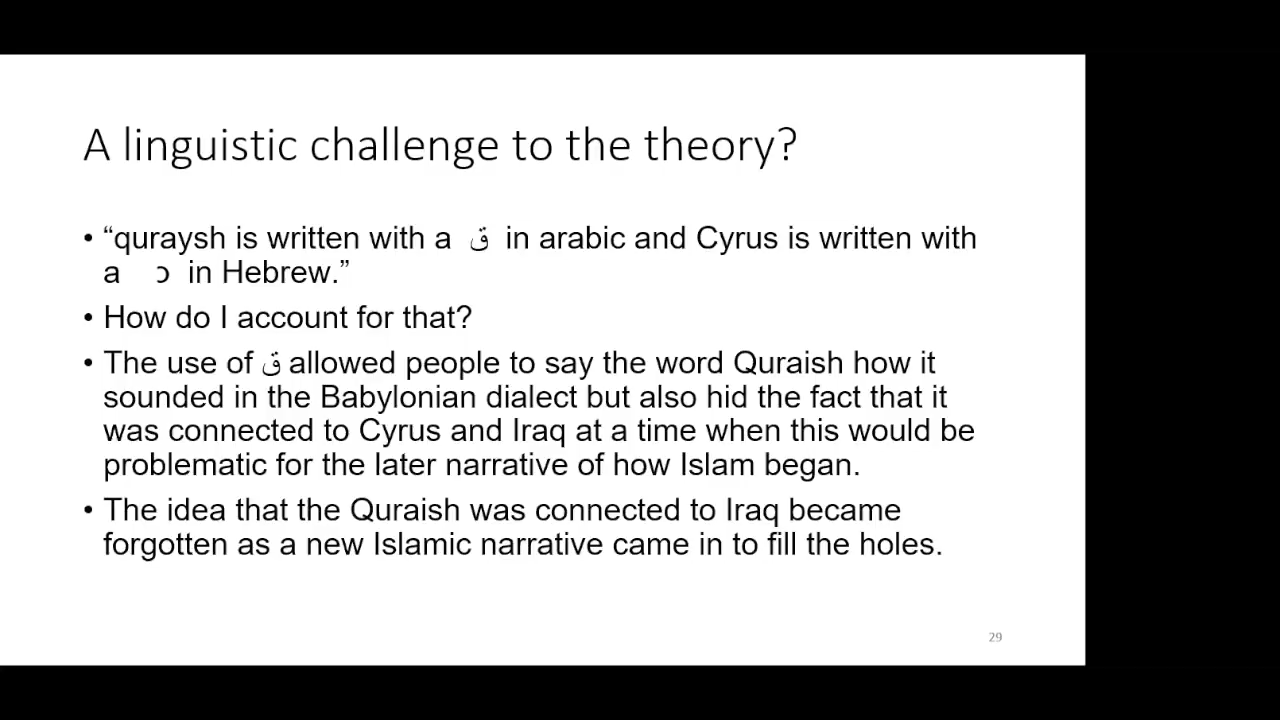 A linguistic challenge to the theory?
• “quraysh is written with a ق in arabic and Cyrus is written with
a כ in Hebrew.”
• How do I account for that?
• The use of ق allowed people to say the word Quraish how it
sounded in the Babylonian dialect but also hid the fact that it
was connected to Cyrus and Iraq at a time when this would be
problematic for the later narrative of how Islam began.
• The idea that the Quraish was connected to Iraq became
forgotten as a new Islamic narrative came in to fill the holes.
29